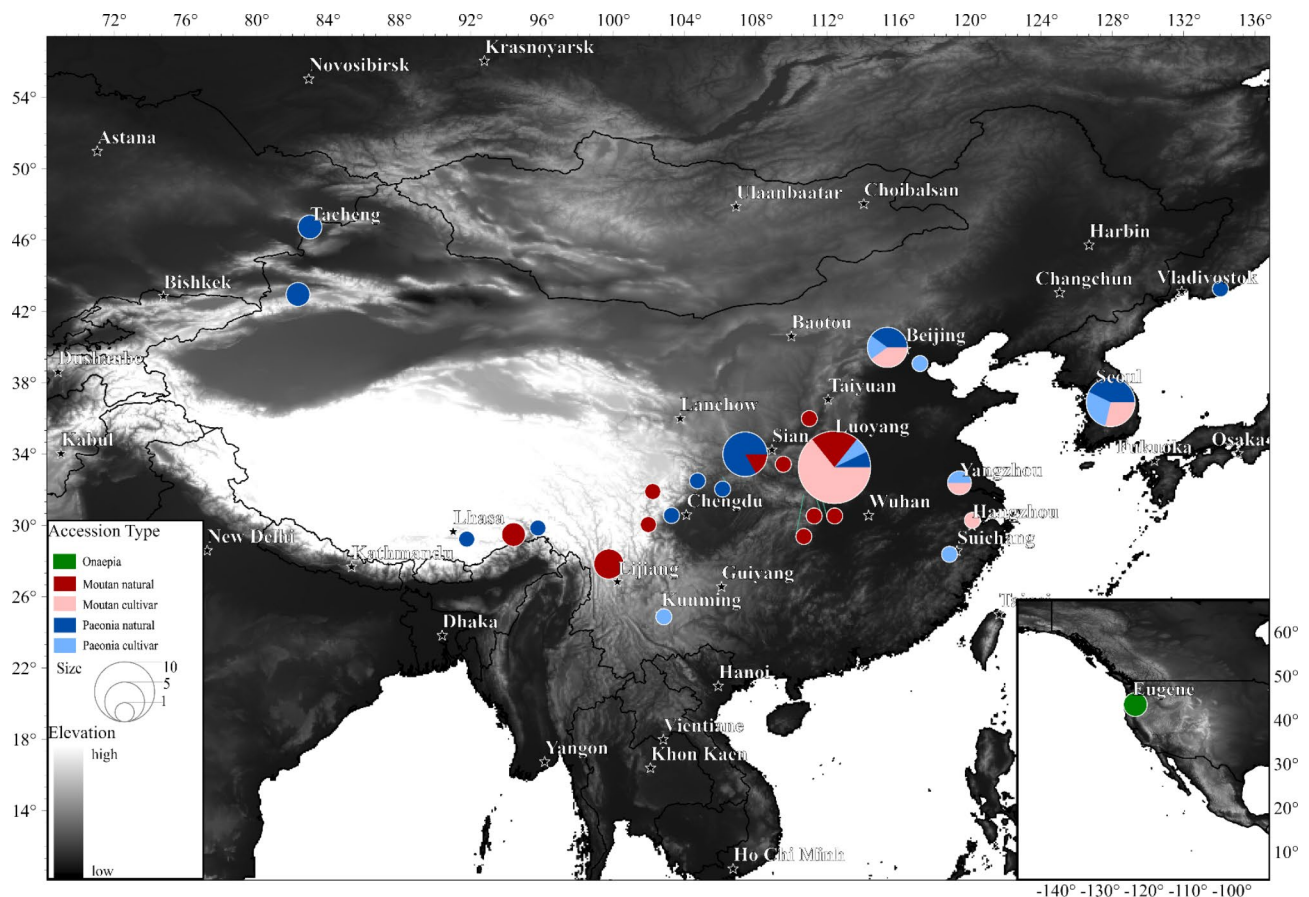 72° 76° 80° 84° 88° 92° 96° 100° 104° 108° 112° 116° 120° 124° 128° 132° 136°
Krasnoyarsk
Novosibirsk
54°
Astana
50°
Ulaanbaatar Choibalsan
Tacheng
46°
Harbin
Bishkek
Changchun Vladivostok
42°
Baotou Beijing
Dushanbe
38°
Taiyuan Seoul
Lanchow
Sian Luoyang
Kabul
34°
Fukuoka Osaka
Yangzhou
Chengdu Wuhan
Lhasa Hangzhou
30°
New Delhi
Suichang
Kathmandu
Lijiang Guiyang
26°
Kunming
Taipei
Dhaka
22°
Hanoi
18°
Vientiane
Yangon Khon Kaen
14°
Ho Chi Minh
Accession Type
Onaepia
Moutan natural
Moutan cultivar
Paeonia natural
Paeonia cultivar
Size
10
5
1
Elevation
high
low
Eugene
60°
50°
40°
30°
20°
10°
-140° -130° -120° -110° -100°